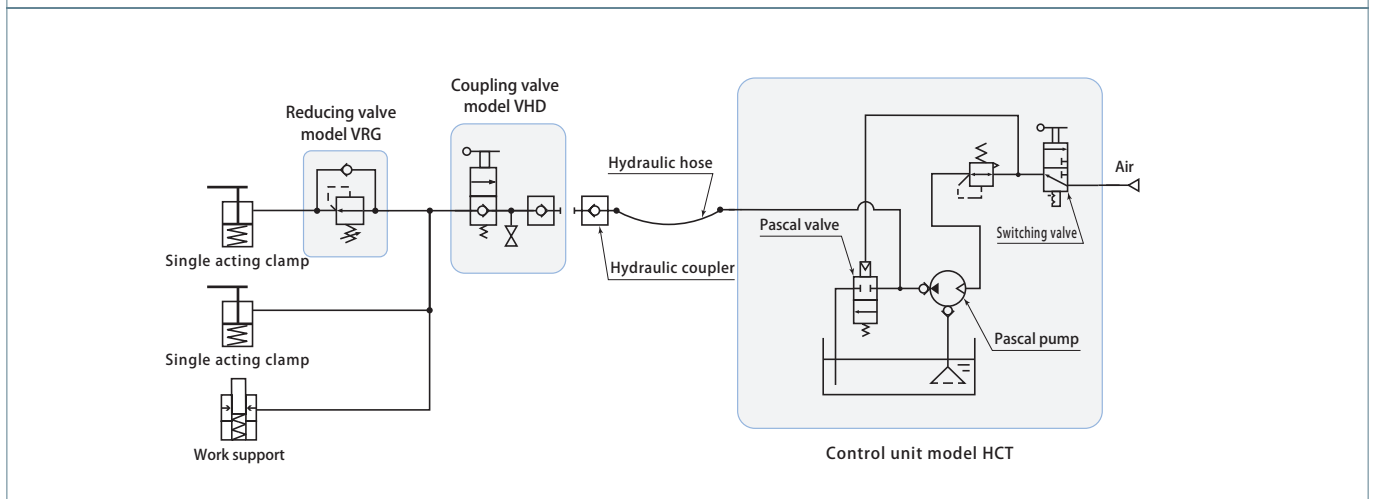 Coupling valve
model VHD
Reducing valve
model VRG
Hydraulic hose
Air
Pascal valve
Switching valve
Single acting clamp
Hydraulic coupler
Pascal pump
Single acting clamp
Work support
Control unit model HCT